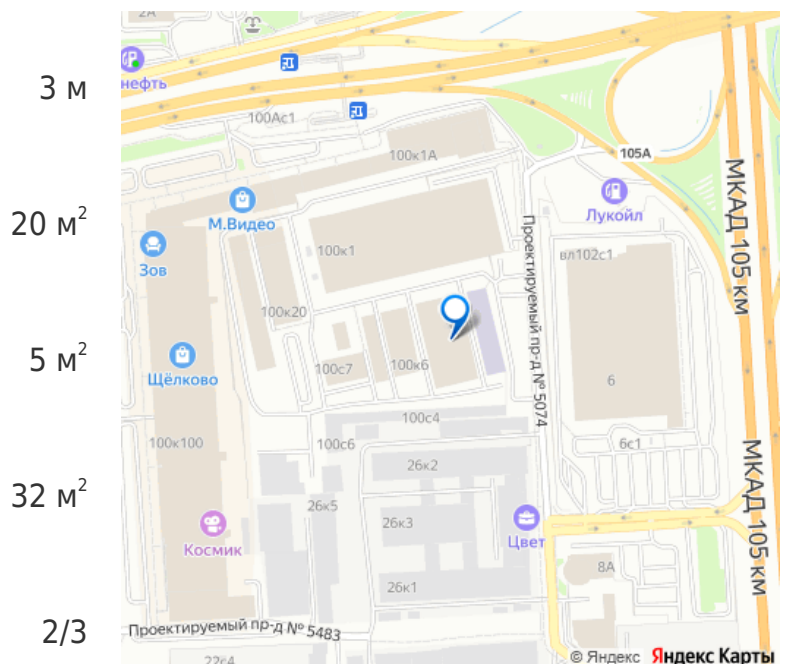 3 м
20 м²
5 м²
32 м²
2/3
2А
нефть
100Ас1
100к1А
105А
М.Видео
Лукойл
Зов
100к1
вл102с1
МКАД 105 км
Проектируемый пр-д № 5074
100к20
Щёлково
100с7
100к6
6
100с4
100к100
100с6
6с1
26к2
МКАД 105 км
26к5
26к3
Космик
Цвет
8А
26к1
Проектируемый пр-д № 5483
22с4
© Яндекс Яндекс Карты